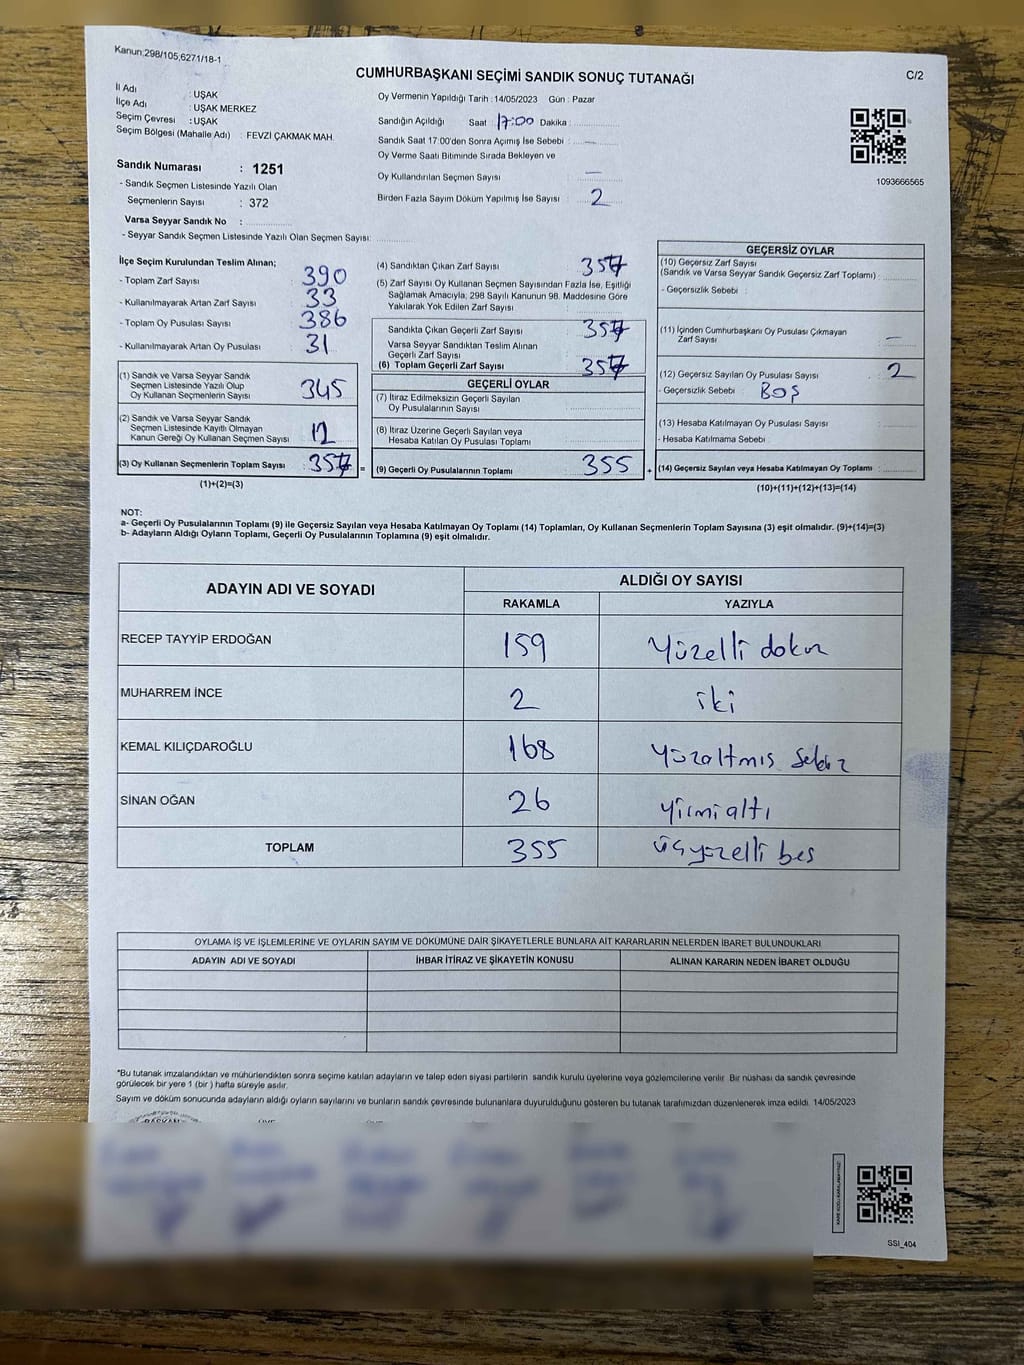 Kanun;298/105,6271/18-1
CUMHURBAŞKANI SEÇİMİ SANDIK SONUÇ TUTANAĞI
C/2
İl Adı : UŞAK
İlçe Adı : UŞAK MERKEZ
Seçim Çevresi : UŞAK
Seçim Bölgesi (Mahalle Adı) : FEVZİ ÇAKMAK MAH.
Sandık Numarası : 1251
- Sandık Seçmen Listesinde Yazılı Olan
Seçmenlerin Sayısı : 372
Varsa Seyyar Sandık No :
- Seyyar Sandık Seçmen Listesinde Yazılı Olan Seçmen Sayısı:
Oy Vermenin Yapıldığı Tarih : 14/05/2023 Gün : Pazar
Sandığın Açıldığı Saat 17:00 Dakika :
Sandık Saat 17:00'den Sonra Açımış İse Sebebi : —
Oy Verme Saati Bitiminde Sırada Bekleyen ve
Oy Kullandırılan Seçmen Sayısı —
Birden Fazla Sayım Döküm Yapılmış İse Sayısı : 2
1093666565
İlçe Seçim Kurulundan Teslim Alınan;
- Toplam Zarf Sayısı : 390
- Kullanılmayarak Artan Zarf Sayısı : 33
- Toplam Oy Pusulası Sayısı : 386
- Kullanılmayarak Artan Oy Pusulası : 31
(1) Sandık ve Varsa Seyyar Sandık
Seçmen Listesinde Yazılı Olup
Oy Kullanan Seçmenlerin Sayısı : 345
(2) Sandık ve Varsa Seyyar Sandık
Seçmen Listesinde Kayıtlı Olmayan
Kanun Gereği Oy Kullanan Seçmen Sayısı : 12
(3) Oy Kullanan Seçmenlerin Toplam Sayısı : 357 =
(1)+(2)=(3)
(4) Sandıktan Çıkan Zarf Sayısı : 357
(5) Zarf Sayısı Oy Kullanan Seçmen Sayısından Fazla İse, Eşitliği
Sağlamak Amacıyla; 298 Sayılı Kanunun 98. Maddesine Göre
Yakılarak Yok Edilen Zarf Sayısı :
Sandıkta Çıkan Geçerli Zarf Sayısı : 357
Varsa Seyyar Sandıktan Teslim Alınan
Geçerli Zarf Sayısı :
(6) Toplam Geçerli Zarf Sayısı : 357
GEÇERLİ OYLAR
(7) İtiraz Edilmeksizin Geçerli Sayılan
Oy Pusulalarının Sayısı :
(8) İtiraz Üzerine Geçerli Sayılan veya
Hesaba Katılan Oy Pusulası Toplamı :
(9) Geçerli Oy Pusulalarının Toplamı : 355 +
GEÇERSİZ OYLAR
(10) Geçersiz Zarf Sayısı
(Sandık ve Varsa Seyyar Sandık Geçersiz Zarf Toplamı) :
- Geçersizlik Sebebi :
(11) İçinden Cumhurbaşkanı Oy Pusulası Çıkmayan
Zarf Sayısı : —
(12) Geçersiz Sayılan Oy Pusulası Sayısı : 2
- Geçersizlik Sebebi : BOŞ
(13) Hesaba Katılmayan Oy Pusulası Sayısı :
- Hesaba Katılmama Sebebi :
(14) Geçersiz Sayılan veya Hesaba Katılmayan Oy Toplamı :
(10)+(11)+(12)+(13)=(14)
NOT:
a- Geçerli Oy Pusulalarının Toplamı (9) ile Geçersiz Sayılan veya Hesaba Katılmayan Oy Toplamı (14) Toplamları, Oy Kullanan Seçmenlerin Toplam Sayısına (3) eşit olmalıdır. (9)+(14)=(3)
b- Adayların Aldığı Oyların Toplamı, Geçerli Oy Pusulalarının Toplamına (9) eşit olmalıdır.
ADAYIN ADI VE SOYADI
ALDIĞI OY SAYISI
RAKAMLA YAZIYLA
RECEP TAYYİP ERDOĞAN 159 Yüzelli dokuz
MUHARREM İNCE 2 iki
KEMAL KILIÇDAROĞLU 168 Yüzaltmış Sekiz
SİNAN OĞAN 26 yirmi altı
TOPLAM 355 üçyüzelli beş
OYLAMA İŞ VE İŞLEMLERİNE VE OYLARIN SAYIM VE DÖKÜMÜNE DAİR ŞİKAYETLERLE BUNLARA AİT KARARLARIN NELERDEN İBARET BULUNDUKLARI
ADAYIN ADI VE SOYADI İHBAR İTİRAZ VE ŞİKAYETİN KONUSU ALINAN KARARIN NEDEN İBARET OLDUĞU
*Bu tutanak imzalandıktan ve mühürlendikten sonra seçime katılan adayların ve talep eden siyasi partilerin sandık kurulu üyelerine veya gözlemcilerine verilir. Bir nüshası da sandık çevresinde
görülecek bir yere 1 (bir) hafta süreyle asılır.
Sayım ve döküm sonucunda adayların aldığı oyların sayılarını ve bunların sandık çevresinde bulunanlara duyurulduğunu gösteren bu tutanak tarafımızdan düzenlenerek imza edildi. 14/05/2023
BAŞKAN
SSI_404